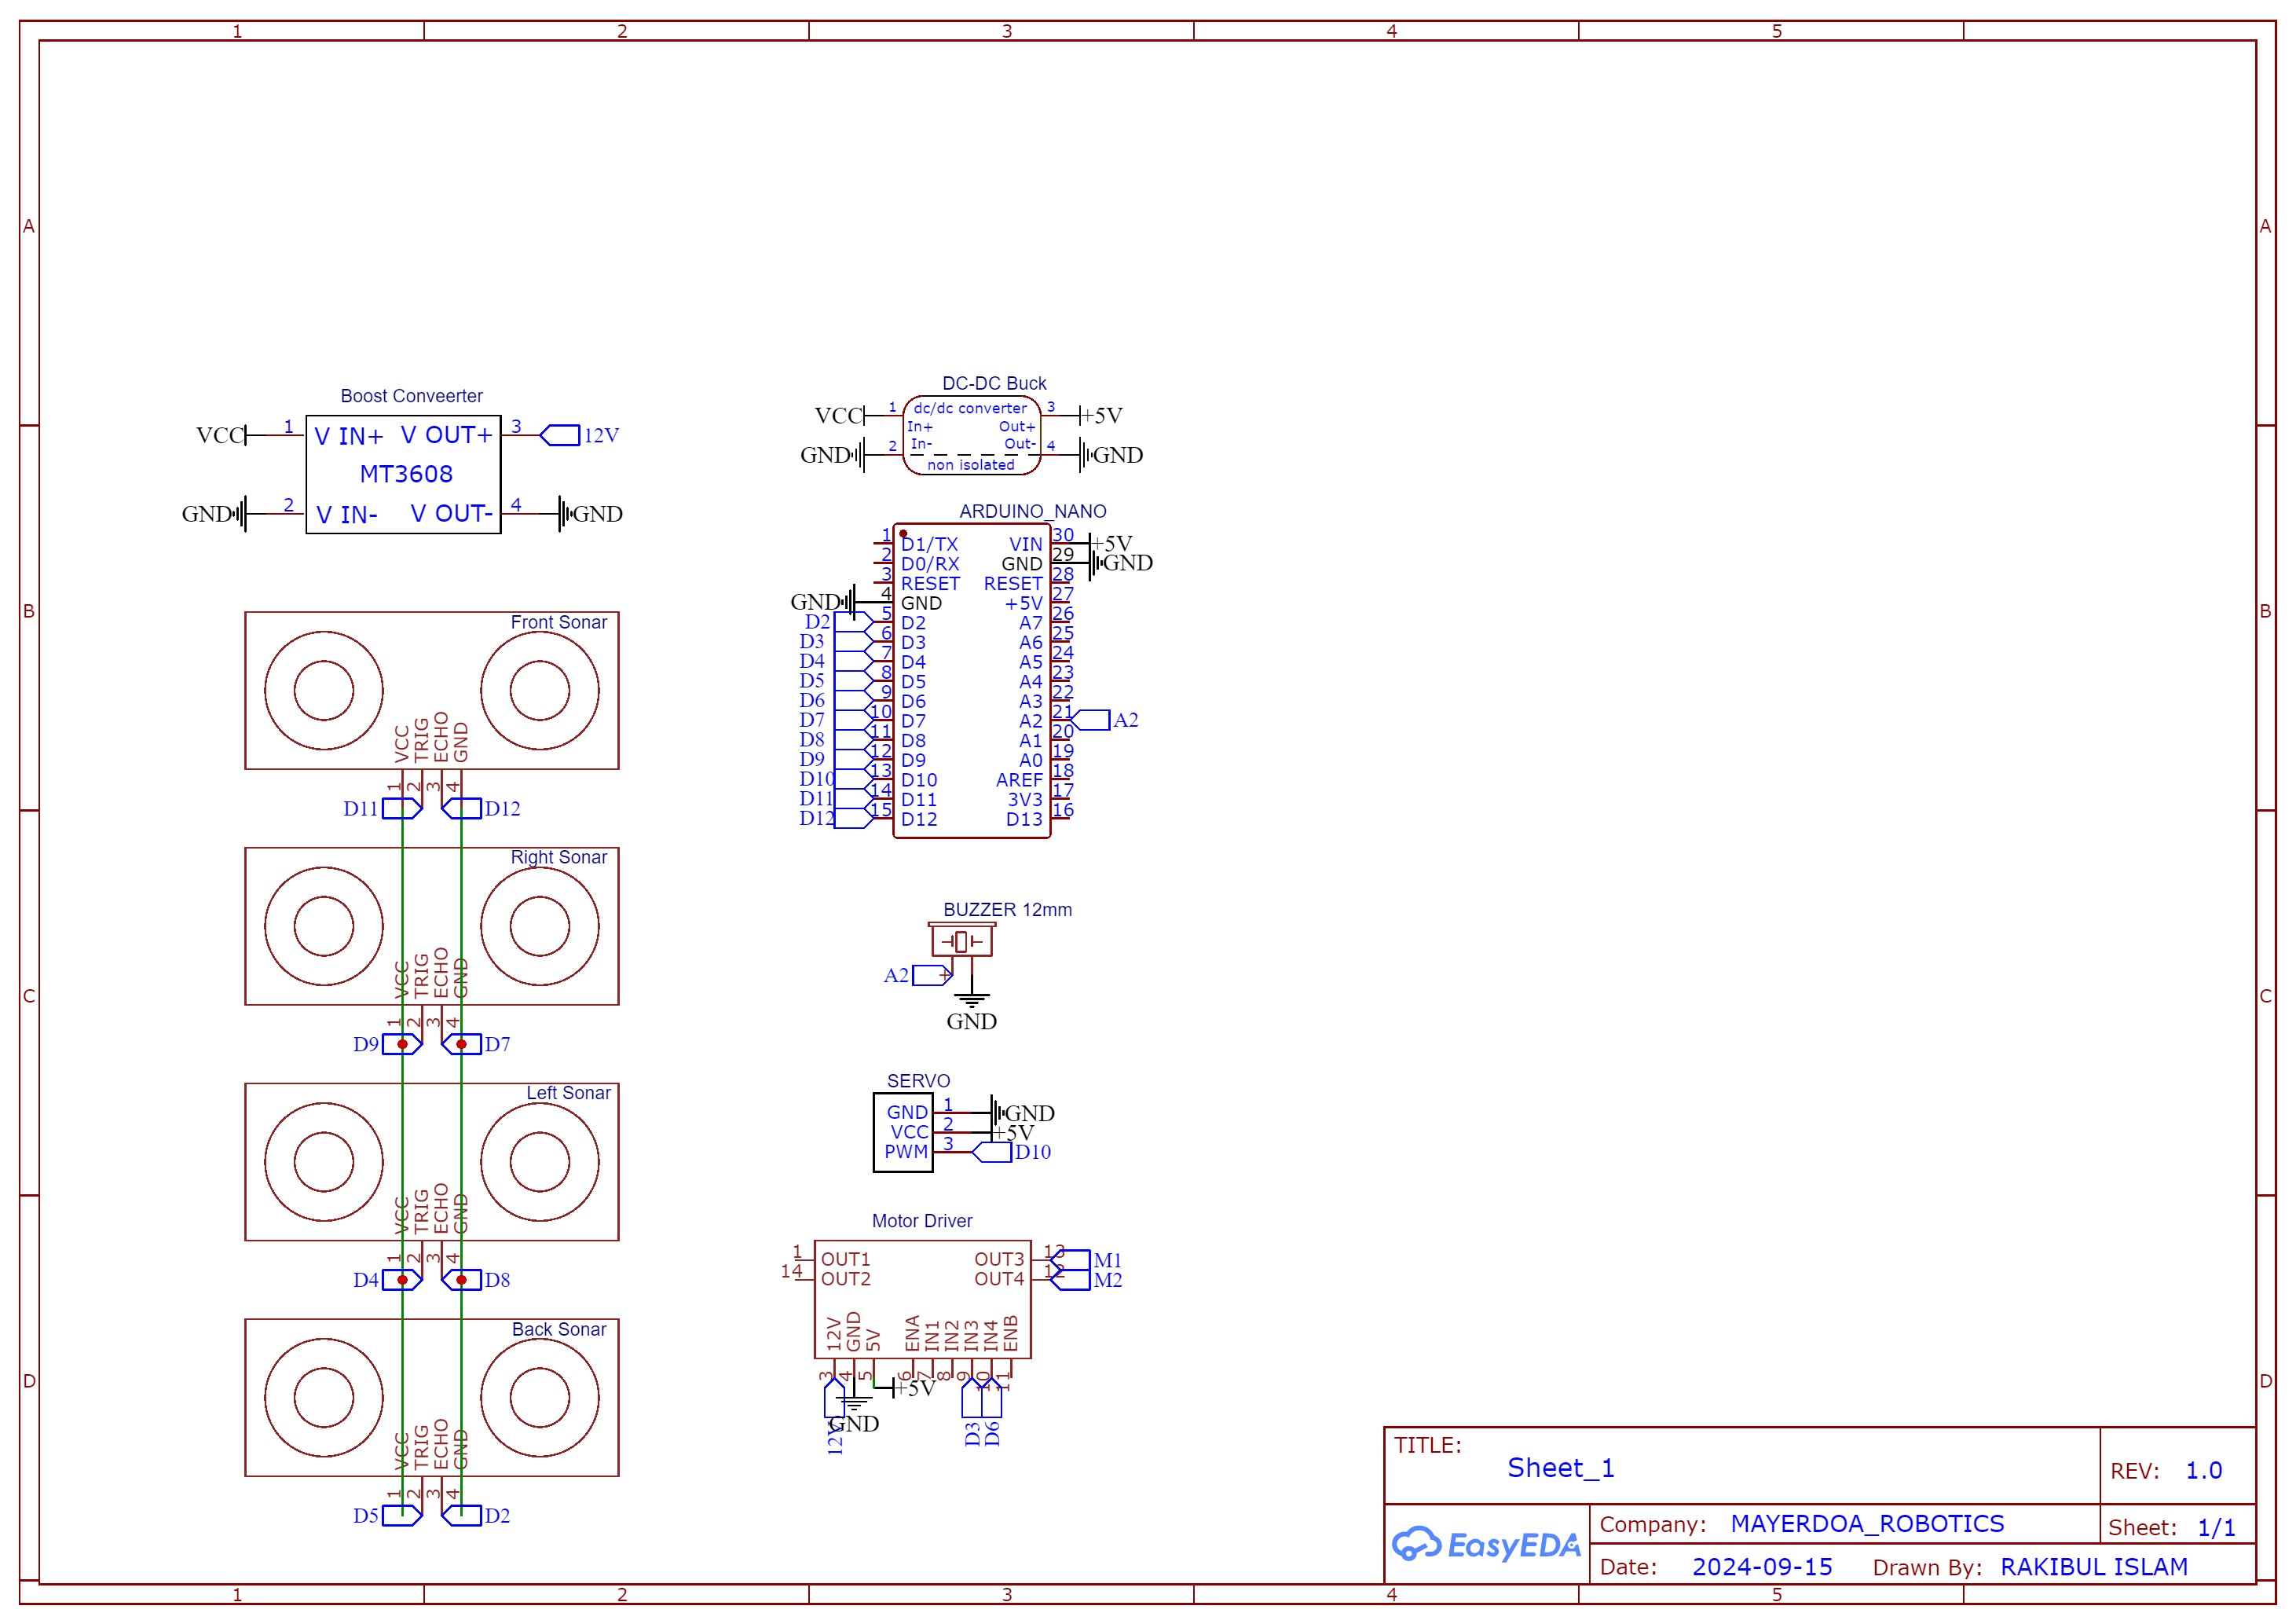 1 2 3 4 5
A A
B B
C C
D D
Boost Conveerter
VCC 1 V IN+ V OUT+ 3 12V
MT3608
GND 2 V IN- V OUT- 4 GND
DC-DC Buck
VCC 1 dc/dc converter 3 +5V
In+ Out+
In- Out-
GND 2 4 GND
non isolated
ARDUINO_NANO
1 D1/TX VIN 30 +5V
2 D0/RX GND 29 GND
3 RESET RESET 28
GND 4 GND +5V 27
D2 5 D2 A7 26
D3 6 D3 A6 25
D4 7 D4 A5 24
D5 8 D5 A4 23
D6 9 D6 A3 22
D7 10 D7 A2 21 A2
D8 11 D8 A1 20
D9 12 D9 A0 19
D10 13 D10 AREF 18
D11 14 D11 3V3 17
D12 15 D12 D13 16
Front Sonar
VCC TRIG ECHO GND
1 2 3 4
D11 D12
Right Sonar
VCC TRIG ECHO GND
1 2 3 4
D9 D7
Left Sonar
VCC TRIG ECHO GND
1 2 3 4
D4 D8
Back Sonar
VCC TRIG ECHO GND
1 2 3 4
D5 D2
BUZZER 12mm
A2 +
GND
SERVO
GND 1 GND
VCC 2 +5V
PWM 3 D10
Motor Driver
1 OUT1 OUT3 13 M1
14 OUT2 OUT4 12 M2
12V GND 5V ENA IN1 IN2 IN3 IN4 ENB
3 4 5 6 7 8 9 10 11
+5V
GND
12V D3 D6
TITLE:
Sheet_1
REV: 1.0
EasyEDA
Company: MAYERDOA_ROBOTICS
Sheet: 1/1
Date: 2024-09-15 Drawn By: RAKIBUL ISLAM
1 2 3 4 5